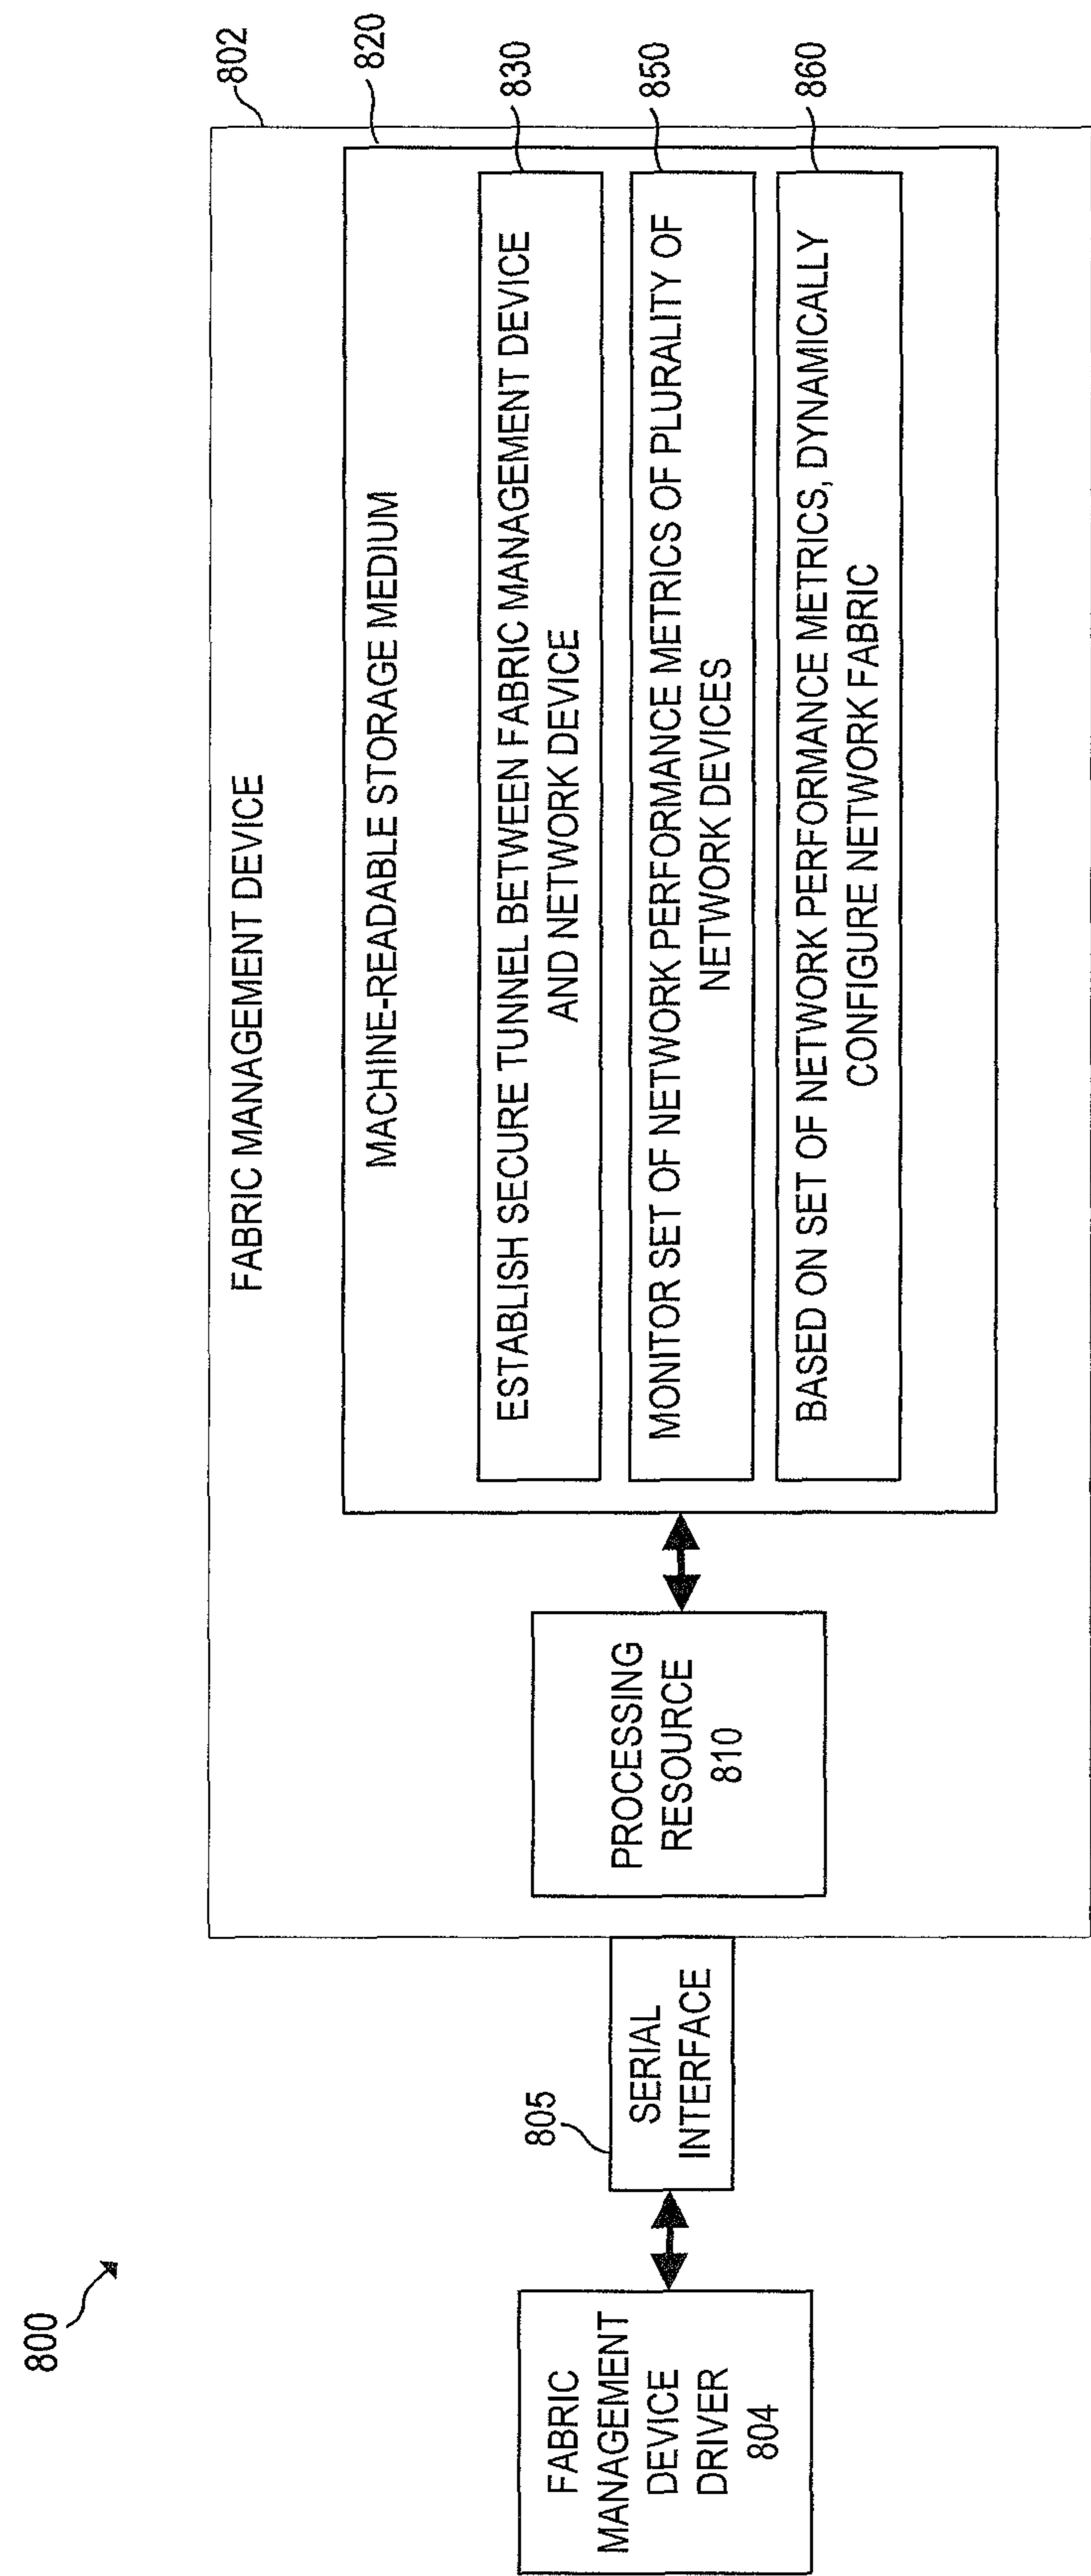 800
802
FABRIC MANAGEMENT DEVICE
820
MACHINE-READABLE STORAGE MEDIUM
830
ESTABLISH SECURE TUNNEL BETWEEN FABRIC MANAGEMENT DEVICE
AND NETWORK DEVICE
850
MONITOR SET OF NETWORK PERFORMANCE METRICS OF PLURALITY OF
NETWORK DEVICES
860
BASED ON SET OF NETWORK PERFORMANCE METRICS, DYNAMICALLY
CONFIGURE NETWORK FABRIC
PROCESSING
RESOURCE
810
805
SERIAL
INTERFACE
FABRIC
MANAGEMENT
DEVICE
DRIVER
804